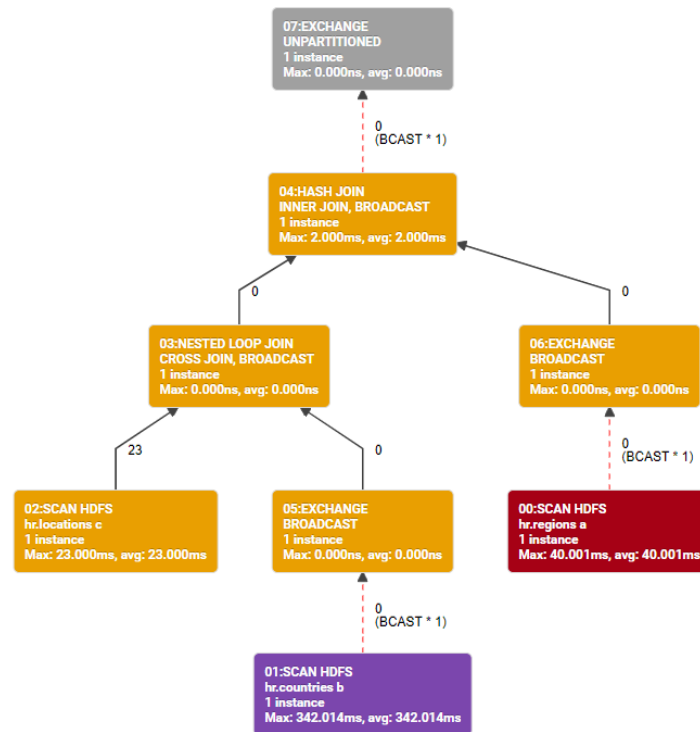 07:EXCHANGE
UNPARTITIONED
1 instance
Max: 0.000ns, avg: 0.000ns
0
(BCAST * 1)
04:HASH JOIN
INNER JOIN, BROADCAST
1 instance
Max: 2.000ms, avg: 2.000ms
0
0
03:NESTED LOOP JOIN
CROSS JOIN, BROADCAST
1 instance
Max: 0.000ns, avg: 0.000ns
06:EXCHANGE
BROADCAST
1 instance
Max: 0.000ns, avg: 0.000ns
23
0
0
(BCAST * 1)
02:SCAN HDFS
hr.locations c
1 instance
Max: 23.000ms, avg: 23.000ms
05:EXCHANGE
BROADCAST
1 instance
Max: 0.000ns, avg: 0.000ns
00:SCAN HDFS
hr.regions a
1 instance
Max: 40.001ms, avg: 40.001ms
0
(BCAST * 1)
01:SCAN HDFS
hr.countries b
1 instance
Max: 342.014ms, avg: 342.014ms